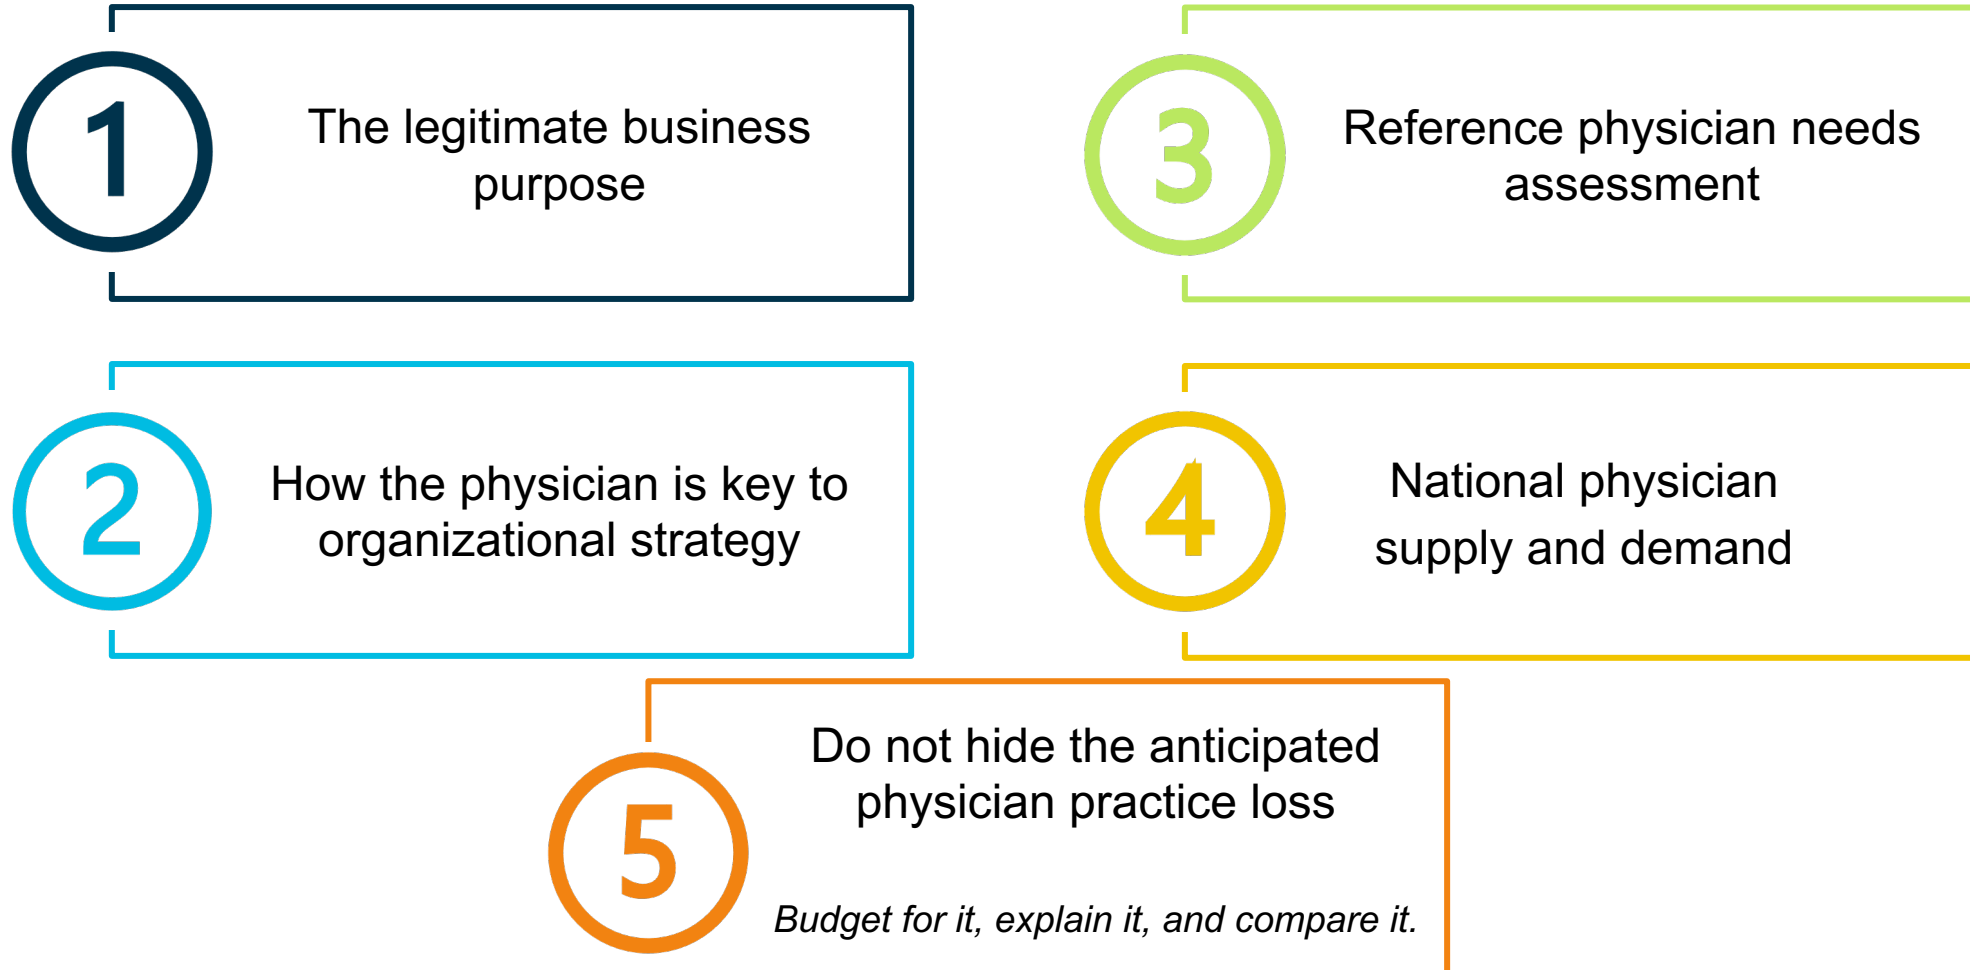 1
The legitimate business
purpose
2
How the physician is key to
organizational strategy
3
Reference physician needs
assessment
4
National physician
supply and demand
5
Do not hide the anticipated
physician practice loss
Budget for it, explain it, and compare it.